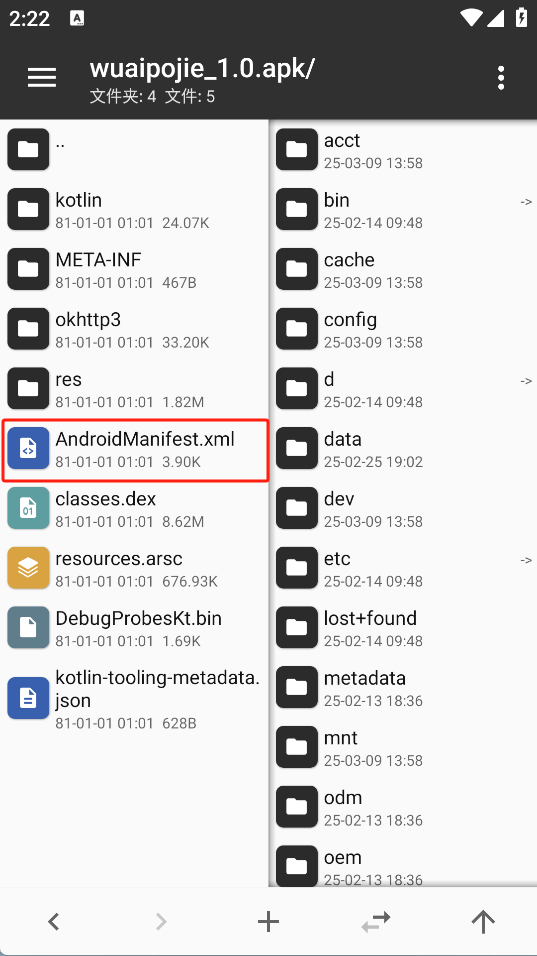 2:22
A
wuaipojie_1.0.apk/
文件夹: 4 文件: 5
..
kotlin
81-01-01 01:01 24.07K
META-INF
81-01-01 01:01 467B
okhttp3
81-01-01 01:01 33.20K
res
81-01-01 01:01 1.82M
AndroidManifest.xml
81-01-01 01:01 3.90K
classes.dex
81-01-01 01:01 8.62M
resources.arsc
81-01-01 01:01 676.93K
DebugProbesKt.bin
81-01-01 01:01 1.69K
kotlin-tooling-metadata.
json
81-01-01 01:01 628B
acct
25-03-09 13:58
bin ->
25-02-14 09:48
cache
25-03-09 13:58
config
25-03-09 13:58
d ->
25-02-14 09:48
data
25-02-25 19:02
dev
25-03-09 13:58
etc ->
25-02-14 09:48
lost+found
25-02-14 09:48
metadata
25-02-13 18:36
mnt
25-03-09 13:58
odm
25-02-13 18:36
oem
25-02-13 18:36